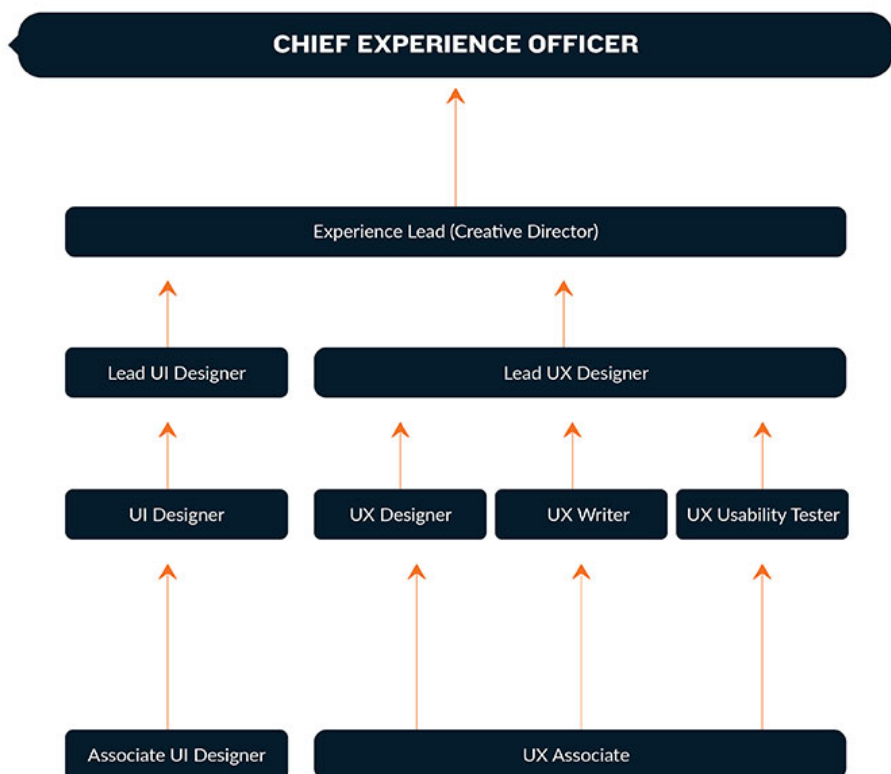 CHIEF EXPERIENCE OFFICER
Experience Lead (Creative Director)
Lead UI Designer
Lead UX Designer
UI Designer
UX Designer
UX Writer
UX Usability Tester
Associate UI Designer
UX Associate